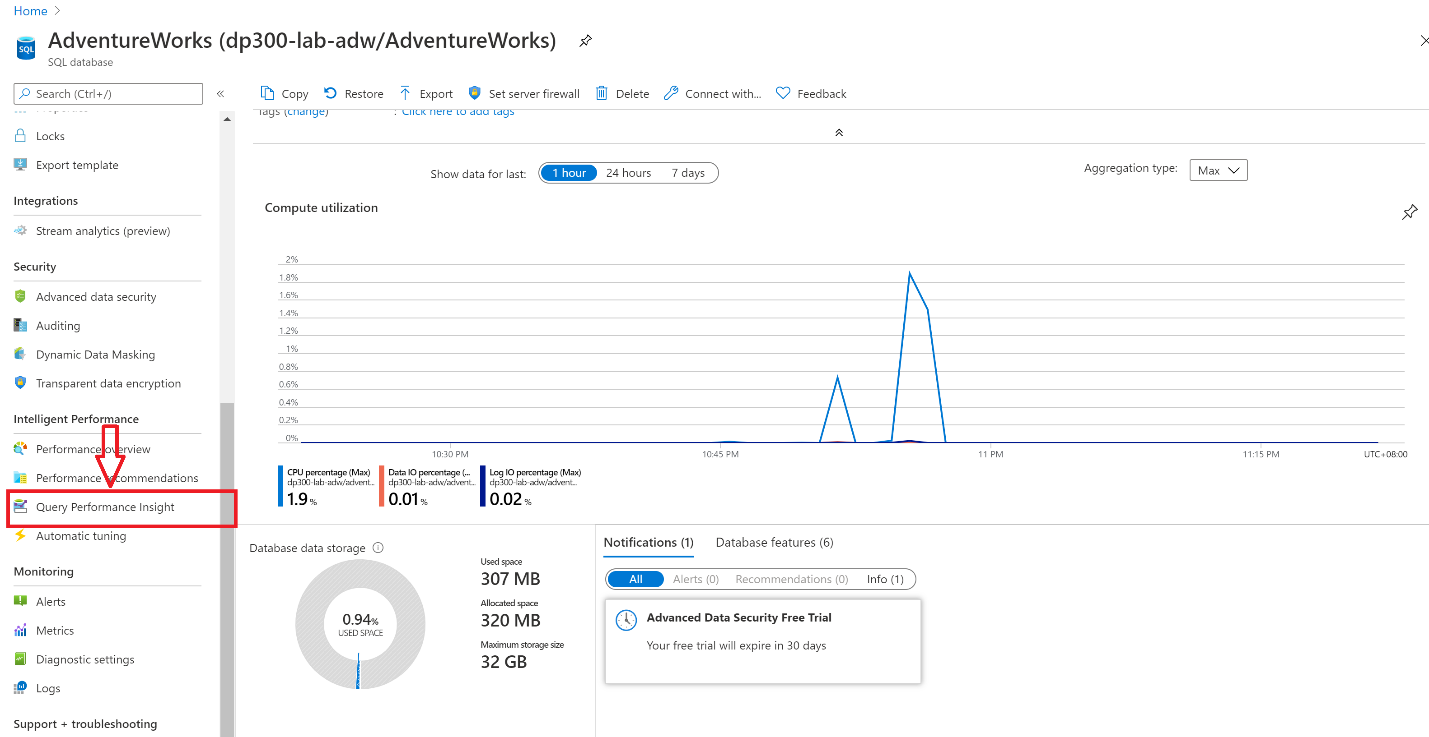 Home
AdventureWorks (dp300-lab-adw/AdventureWorks)
SQL
SQL database
Search (Ctrl+/)
«
Copy
Restore
Export
Set server firewall
Delete
Connect with...
Feedback
Properties
Locks
Export template
Integrations
Stream analytics (preview)
Security
Advanced data security
Auditing
Dynamic Data Masking
Transparent data encryption
Intelligent Performance
Performance overview
Performance recommendations
Query Performance Insight
Automatic tuning
Monitoring
Alerts
Metrics
Diagnostic settings
Logs
Support + troubleshooting
Tags (change) : Click here to add tags
Show data for last: 1 hour 24 hours 7 days
Aggregation type: Max
Compute utilization
2%
1.8%
1.6%
1.4%
1.2%
1%
0.8%
0.6%
0.4%
0.2%
0%
10:30 PM 10:45 PM 11 PM 11:15 PM UTC+08:00
CPU percentage (Max)
dp300-lab-adw/advent...
1.9 %
Data IO percentage (...
dp300-lab-adw/advent...
0.01 %
Log IO percentage (Max)
dp300-lab-adw/advent...
0.02 %
Database data storage
0.94%
USED SPACE
Used space
307 MB
Allocated space
320 MB
Maximum storage size
32 GB
Notifications (1) Database features (6)
All Alerts (0) Recommendations (0) Info (1)
Advanced Data Security Free Trial
Your free trial will expire in 30 days